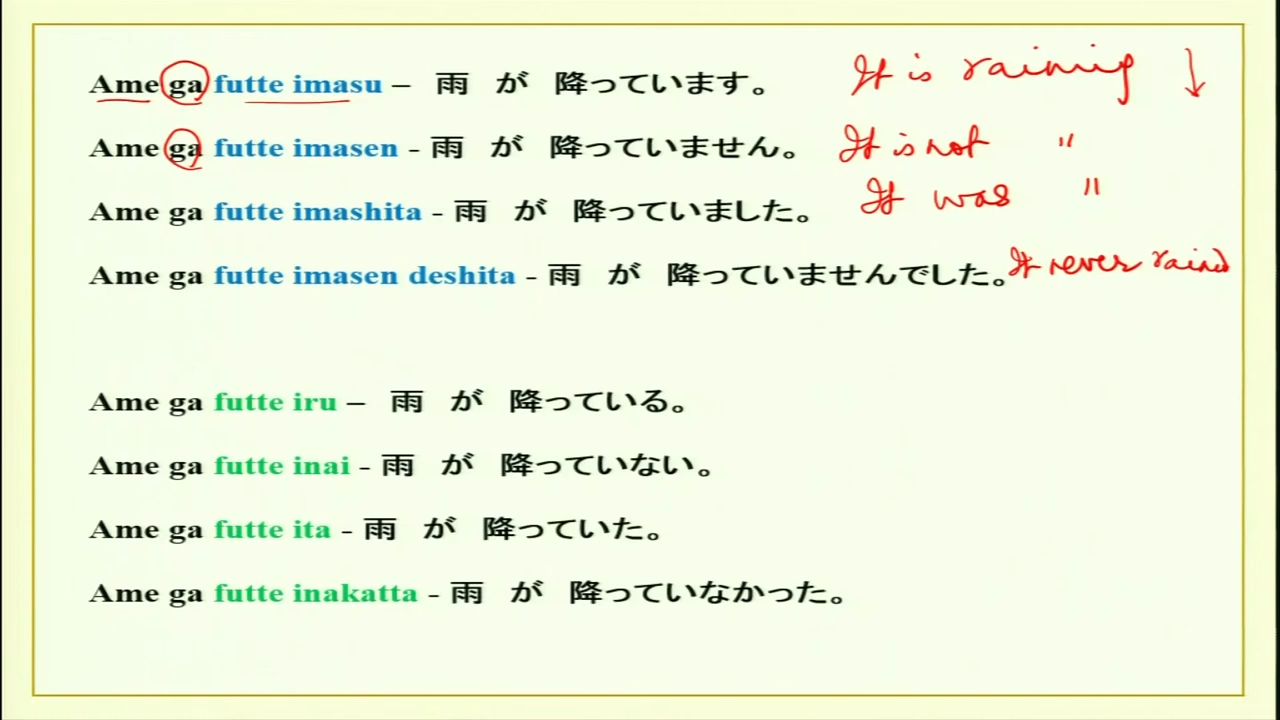 Ame ga futte imasu – 雨 が 降っています。 It is raining ↓
Ame ga futte imasen - 雨 が 降っていません。 It is not "
Ame ga futte imashita - 雨 が 降っていました。 It was "
Ame ga futte imasen deshita - 雨 が 降っていませんでした。 It never rained
Ame ga futte iru – 雨 が 降っている。
Ame ga futte inai - 雨 が 降っていない。
Ame ga futte ita - 雨 が 降っていた。
Ame ga futte inakatta - 雨 が 降っていなかった。